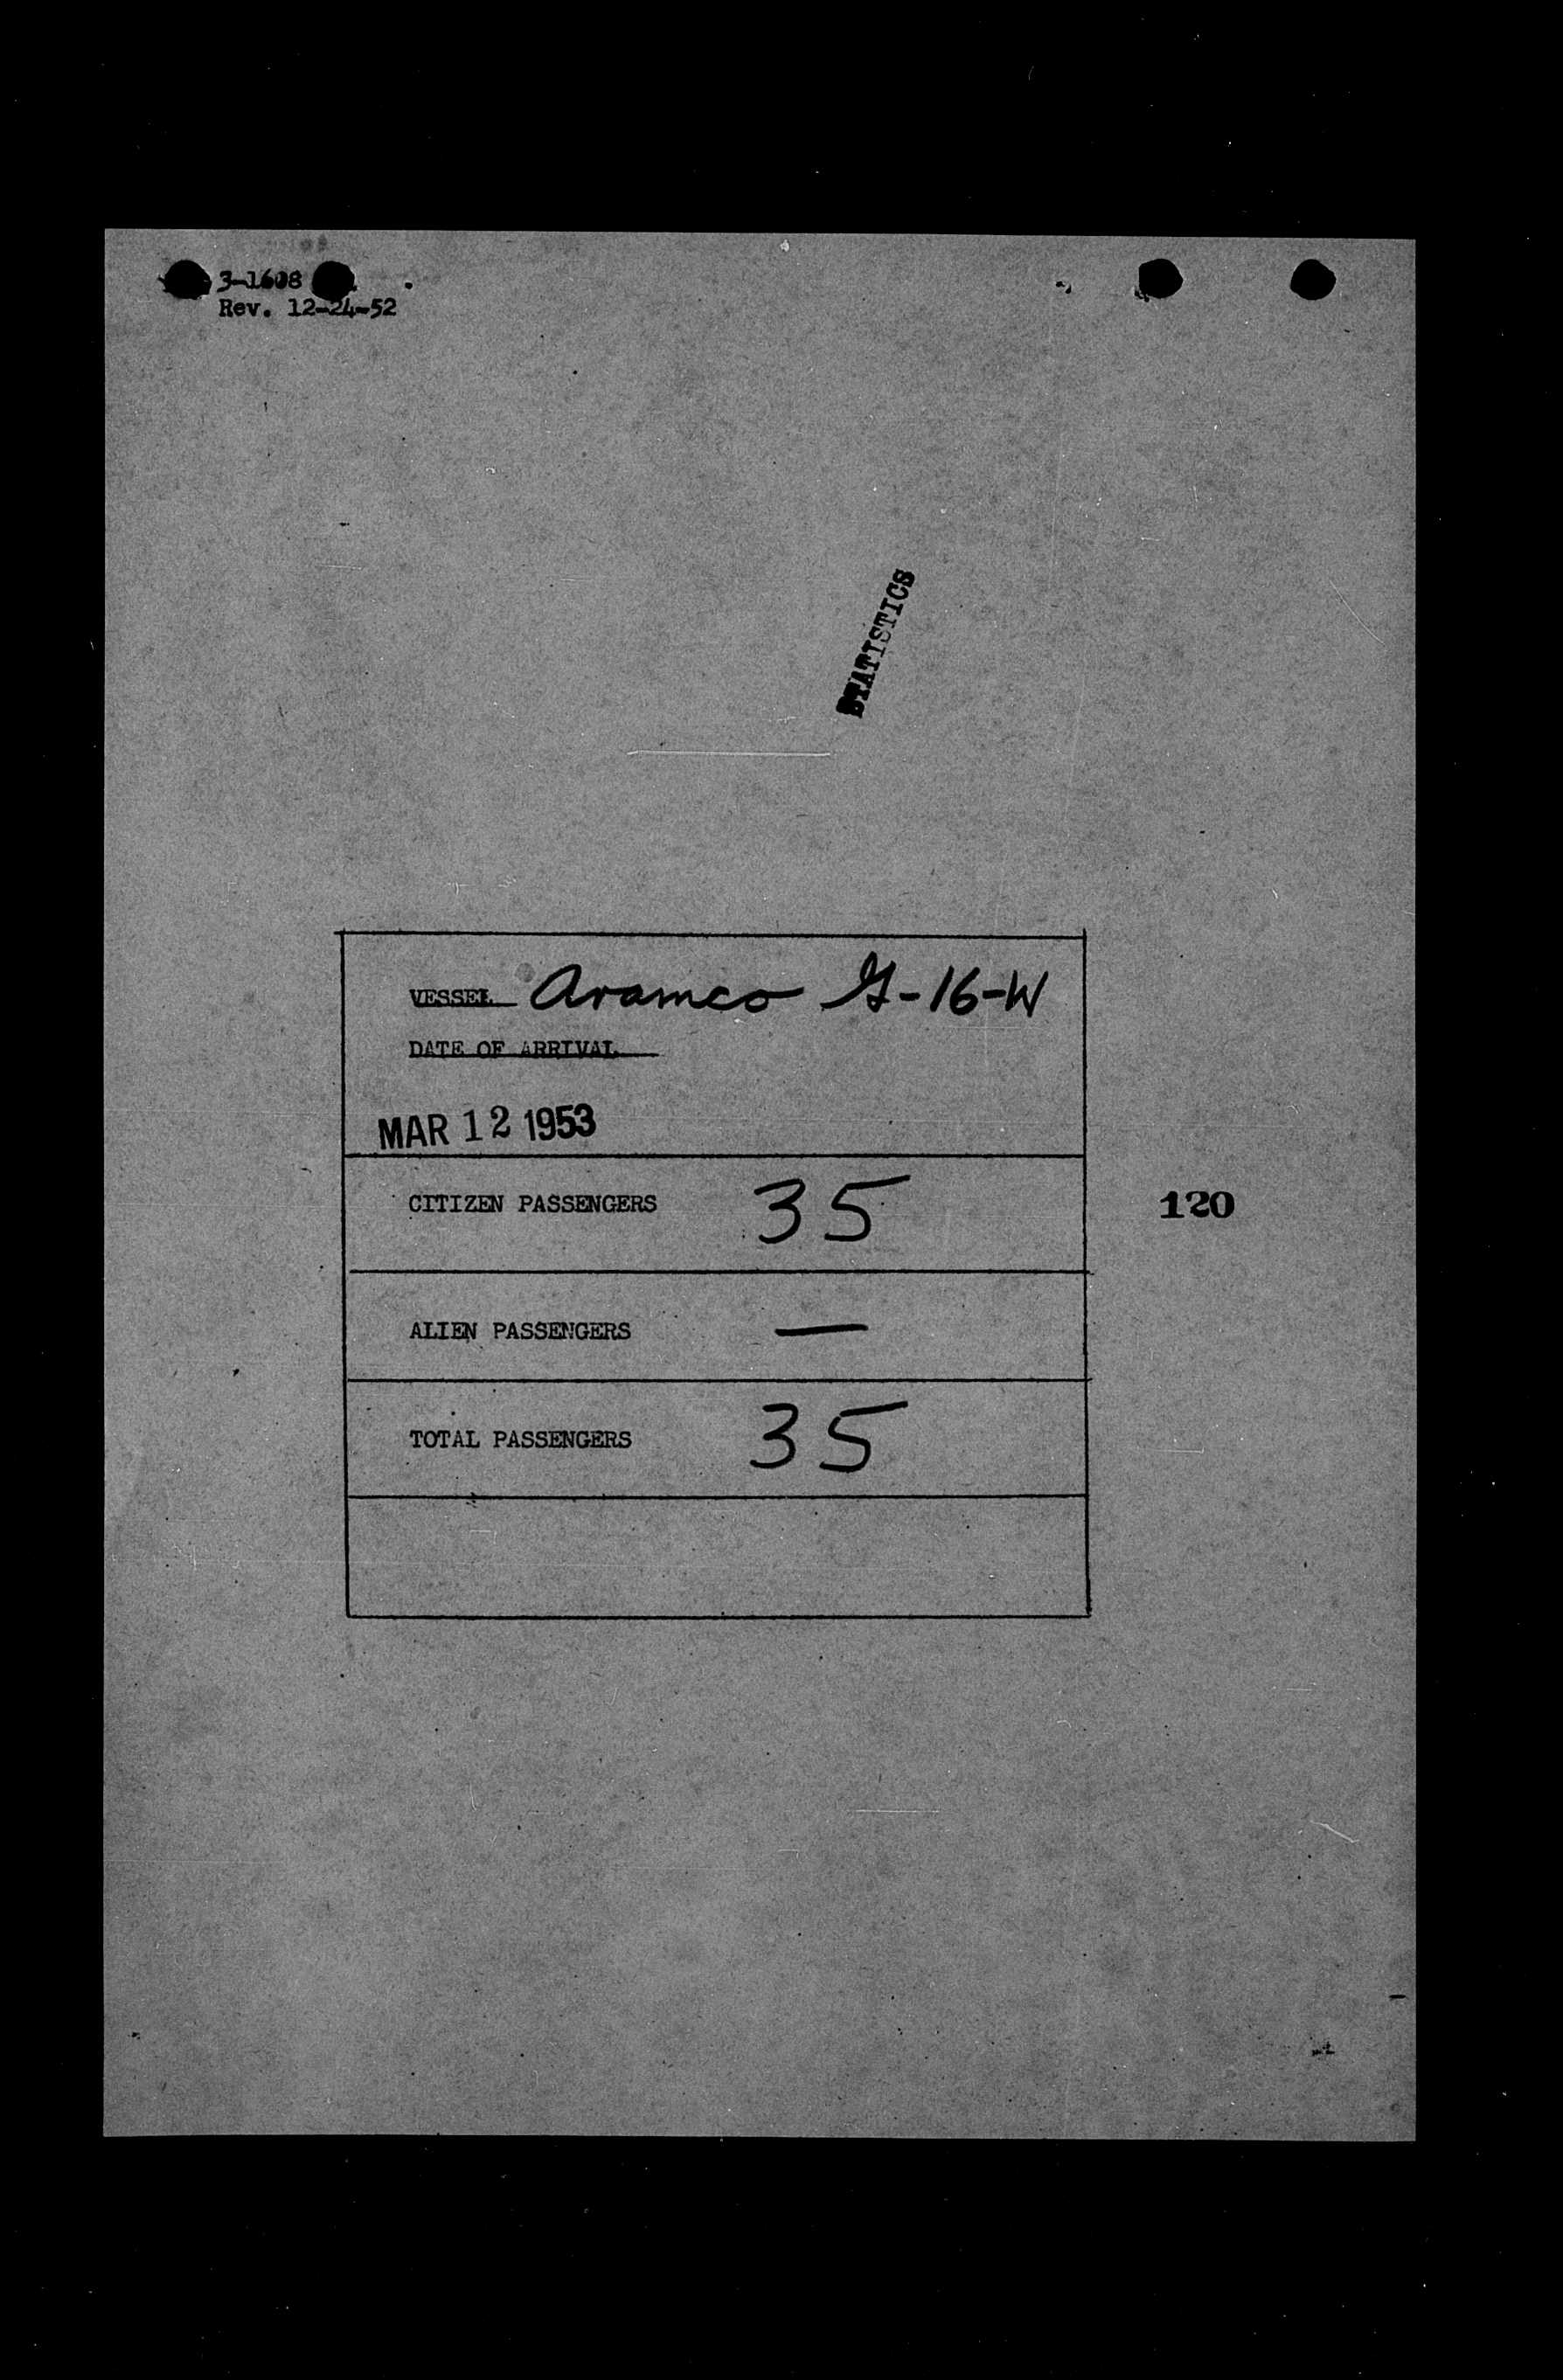 3-1608
Rev. 12-24-52
STATISTICS
VESSEL Aramco G-16-W
DATE OF ARRIVAL
MAR 12 1953
CITIZEN PASSENGERS 35
120
ALIEN PASSENGERS —
TOTAL PASSENGERS 35